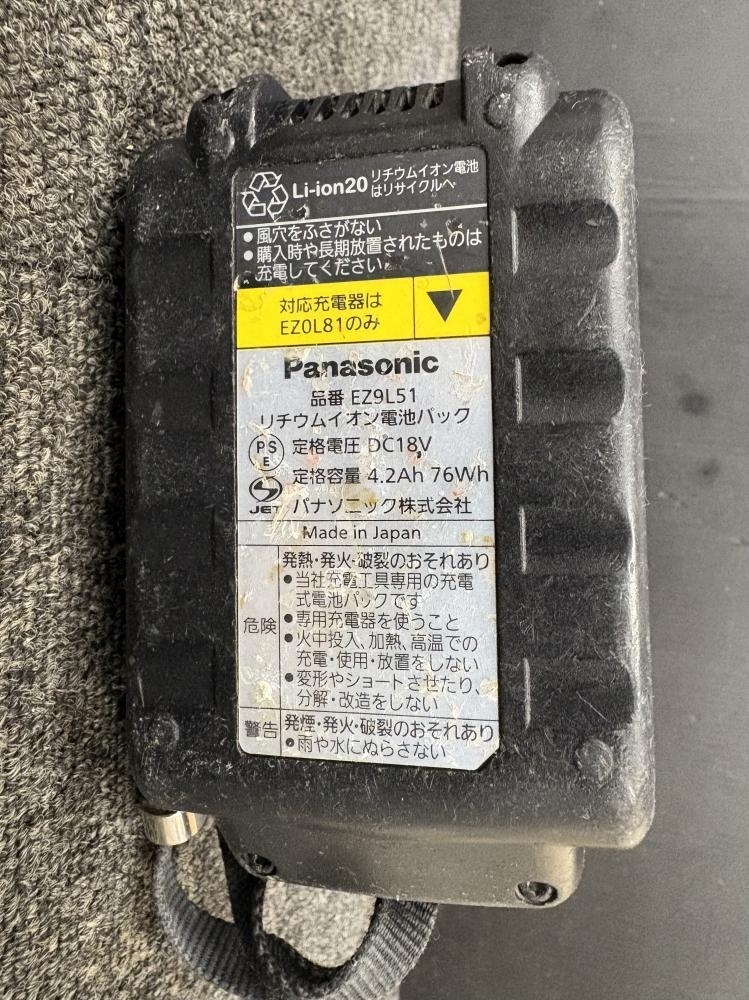 Li-ion20
リチウムイオン電池
はリサイクルへ
●風穴をふさがない
●購入時や長期放置されたものは
充電してください
対応充電器は
EZ0L81のみ
Panasonic
品番 EZ9L51
リチウムイオン電池パック
PS
E
定格電圧 DC18V
定格容量 4.2Ah 76Wh
JET
パナソニック株式会社
Made in Japan
危険
発熱・発火・破裂のおそれあり
●当社充電工具専用の充電
式電池パックです
●専用充電器を使うこと
●火中投入、加熱、高温での
充電・使用・放置をしない
●変形やショートさせたり、
分解・改造をしない
警告
発煙・発火・破裂のおそれあり
●雨や水にぬらさない